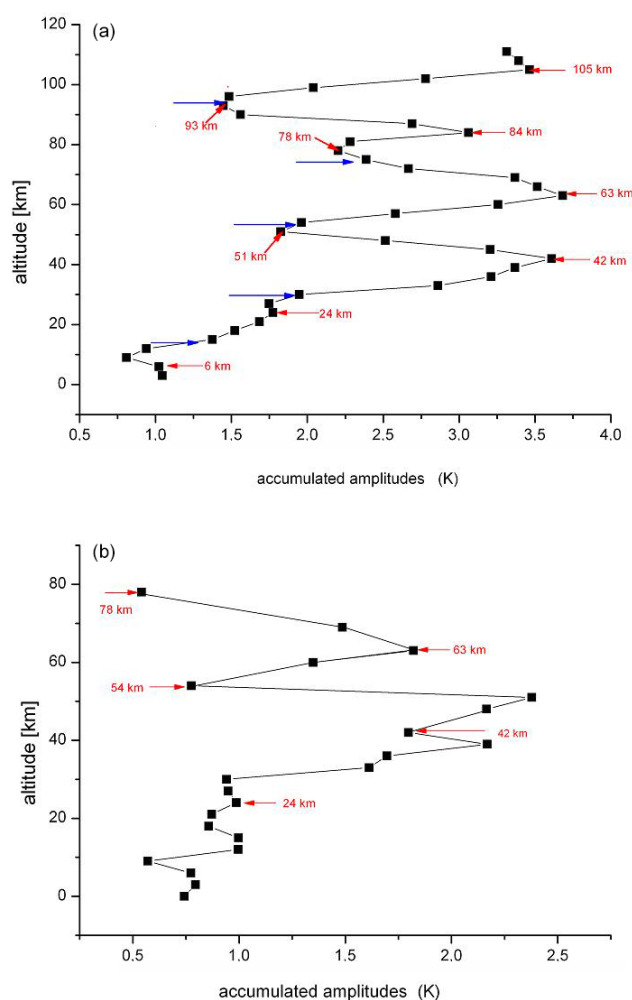 (a)
120
100
80
60
40
20
0
altitude [km]
105 km
93 km
84 km
78 km
63 km
51 km
42 km
24 km
6 km
0.5 1.0 1.5 2.0 2.5 3.0 3.5 4.0
accumulated amplitudes (K)
(b)
80
60
40
20
0
altitude [km]
78 km
63 km
54 km
42 km
24 km
0.5 1.0 1.5 2.0 2.5
accumulated amplitudes (K)